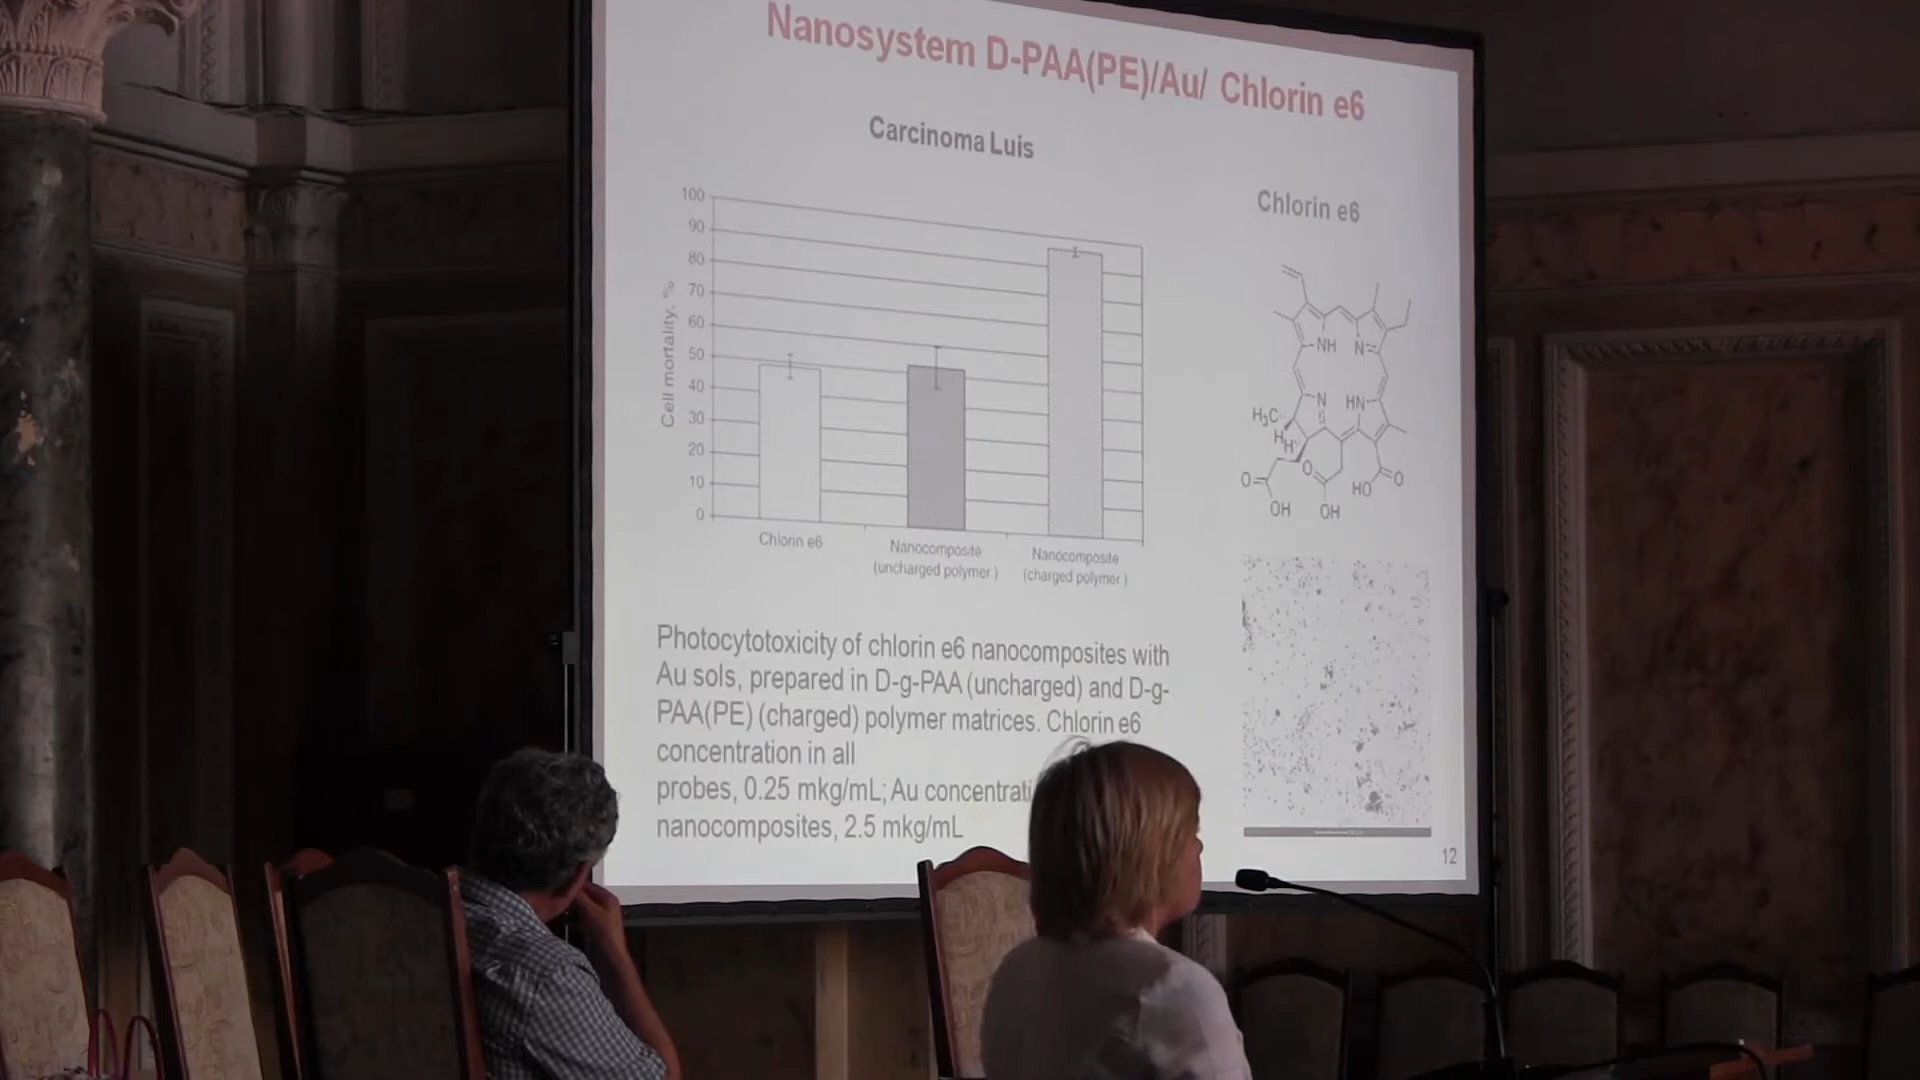 Nanosystem D-PAA(PE)/Au/ Chlorin e6
Carcinoma Luis
Cell mortality, %
100
90
80
70
60
50
40
30
20
10
0
Chlorin e6
Nanocomposite
(uncharged polymer )
Nanocomposite
(charged polymer )
Chlorin e6
NH N
N HN
H3C
H H
O O O
HO
OH OH
Photocytotoxicity of chlorin e6 nanocomposites with
Au sols, prepared in D-g-PAA (uncharged) and D-g-
PAA(PE) (charged) polymer matrices. Chlorin e6
concentration in all
probes, 0.25 mkg/mL; Au concentrati
nanocomposites, 2.5 mkg/mL
12